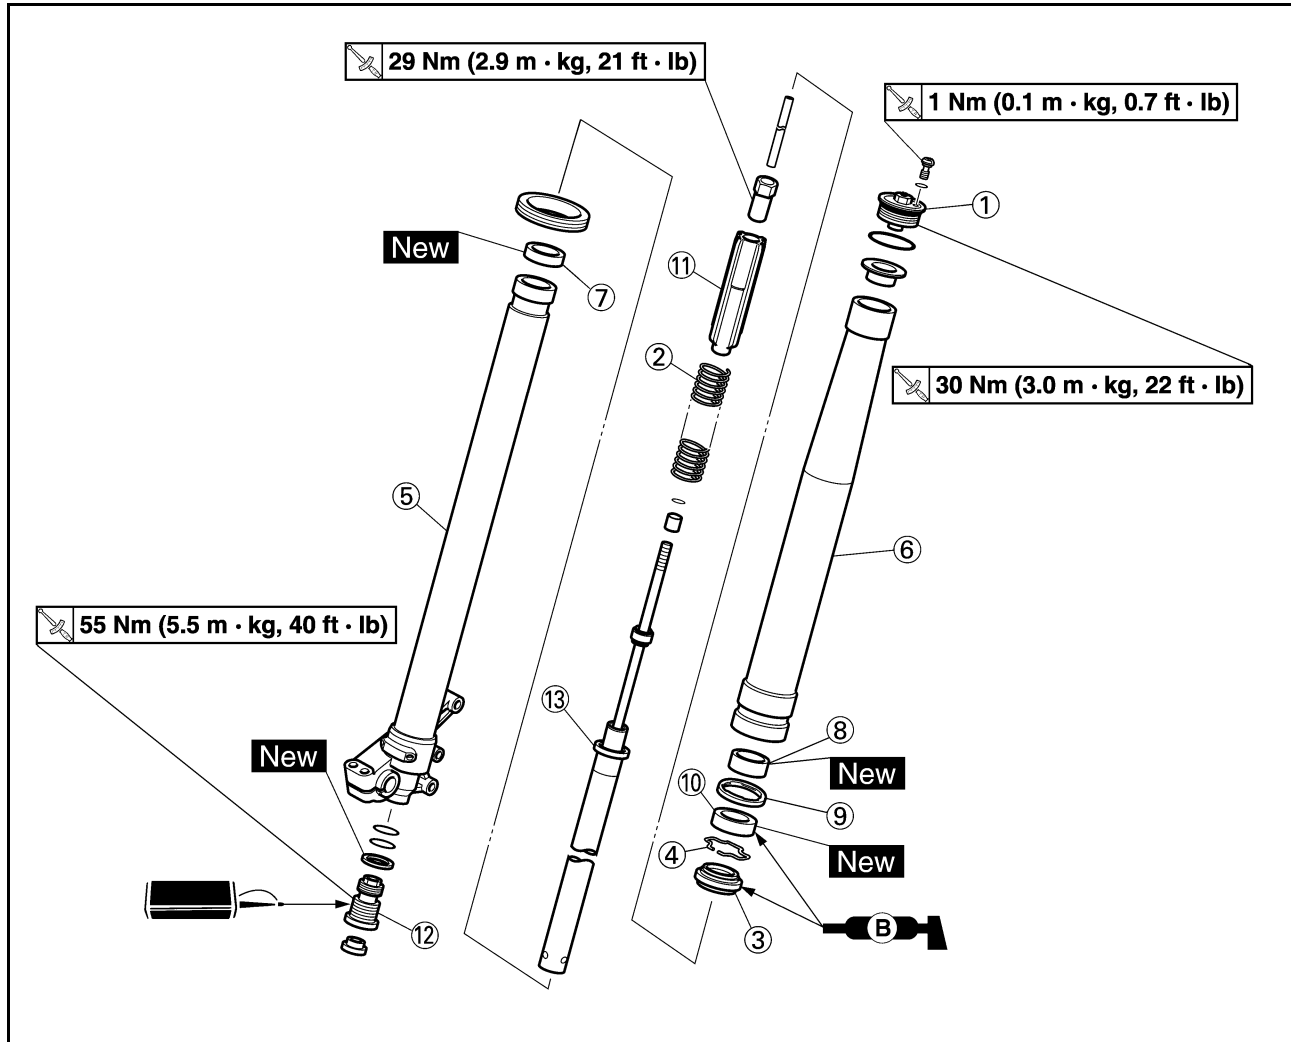 29 Nm (2.9 m · kg, 21 ft · lb)
1 Nm (0.1 m · kg, 0.7 ft · lb)
①
New
⑦
⑪
②
30 Nm (3.0 m · kg, 22 ft · lb)
⑤
⑥
55 Nm (5.5 m · kg, 40 ft · lb)
⑬
New
⑧
New
⑩
⑨
④
New
③
B
⑫